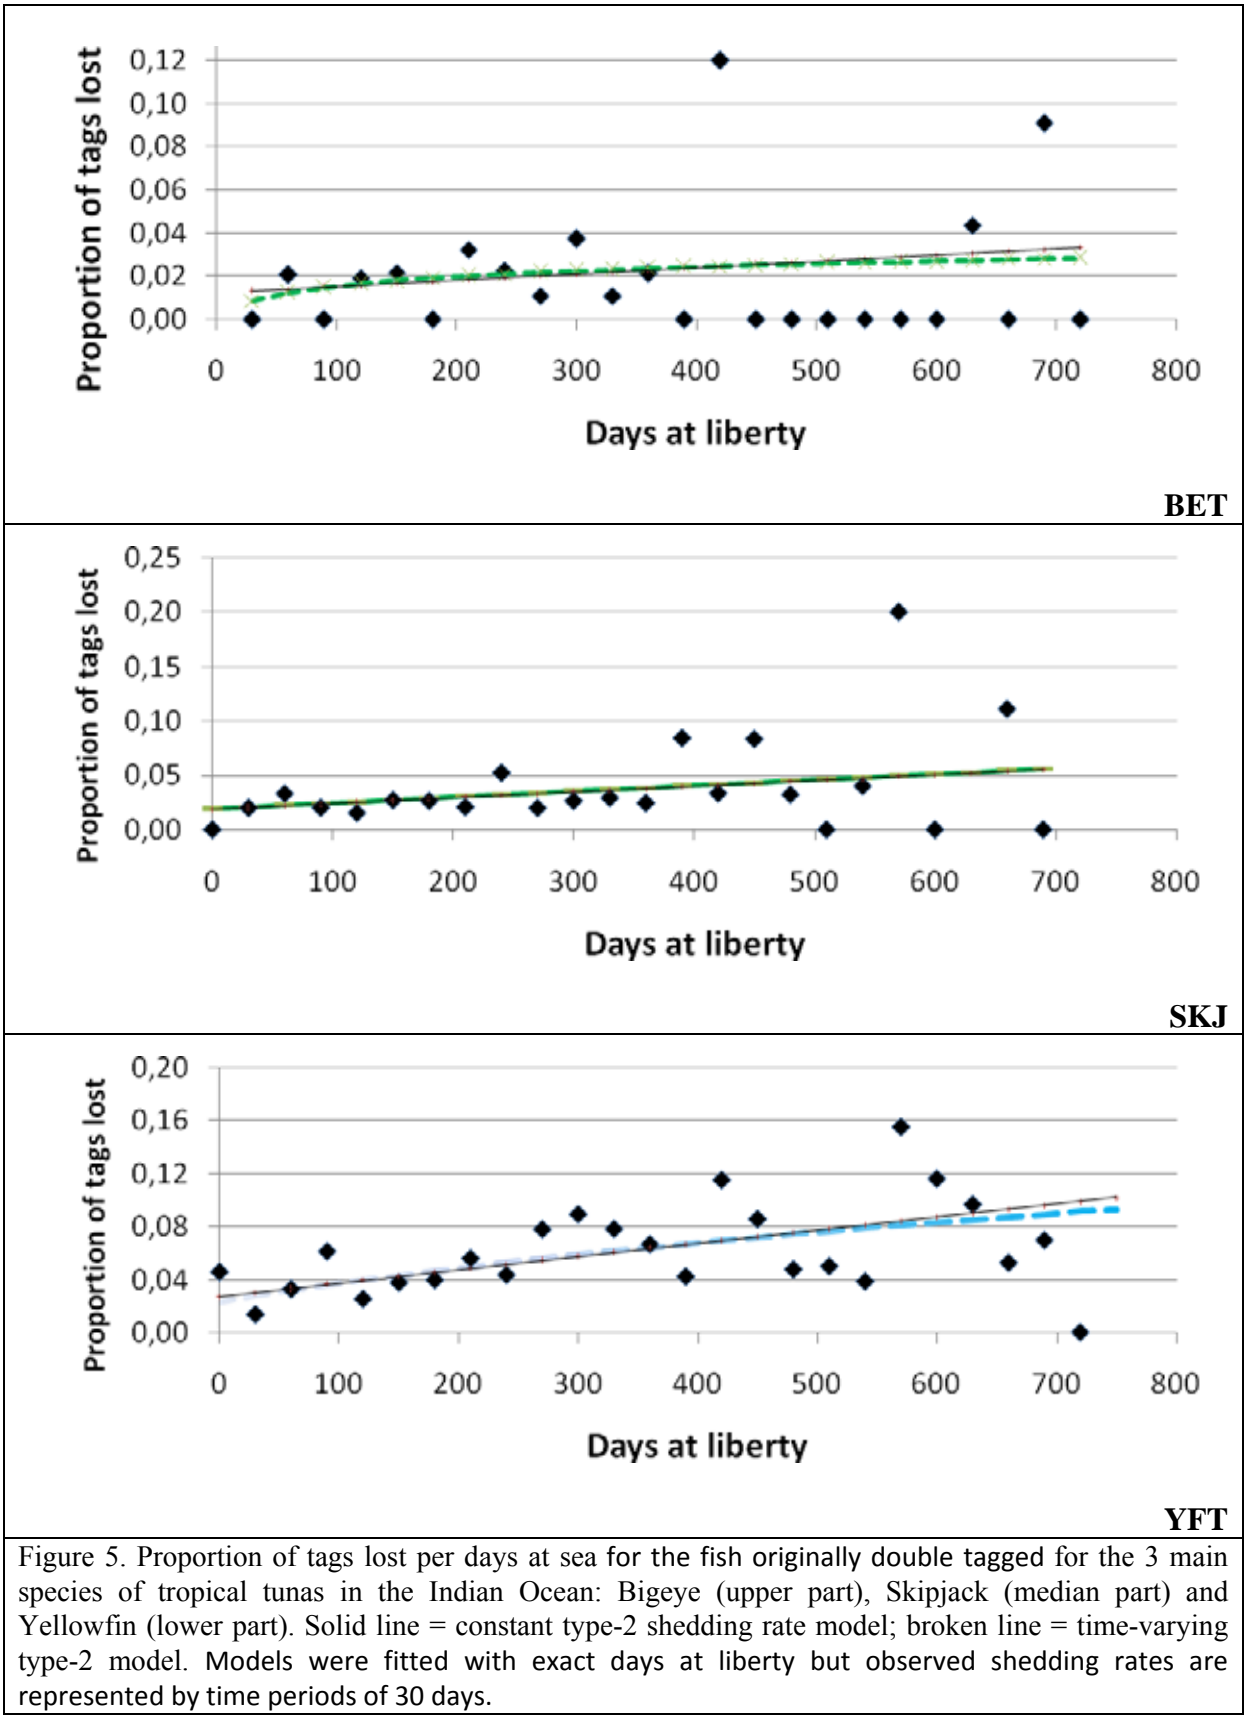 Proportion of tags lost
0,12
0,10
0,08
0,06
0,04
0,02
0,00
0 100 200 300 400 500 600 700 800
Days at liberty
BET
Proportion of tags lost
0,25
0,20
0,15
0,10
0,05
0,00
0 100 200 300 400 500 600 700 800
Days at liberty
SKJ
Proportion of tags lost
0,20
0,16
0,12
0,08
0,04
0,00
0 100 200 300 400 500 600 700 800
Days at liberty
YFT
Figure 5. Proportion of tags lost per days at sea for the fish originally double tagged for the 3 main
species of tropical tunas in the Indian Ocean: Bigeye (upper part), Skipjack (median part) and
Yellowfin (lower part). Solid line = constant type-2 shedding rate model; broken line = time-varying
type-2 model. Models were fitted with exact days at liberty but observed shedding rates are
represented by time periods of 30 days.